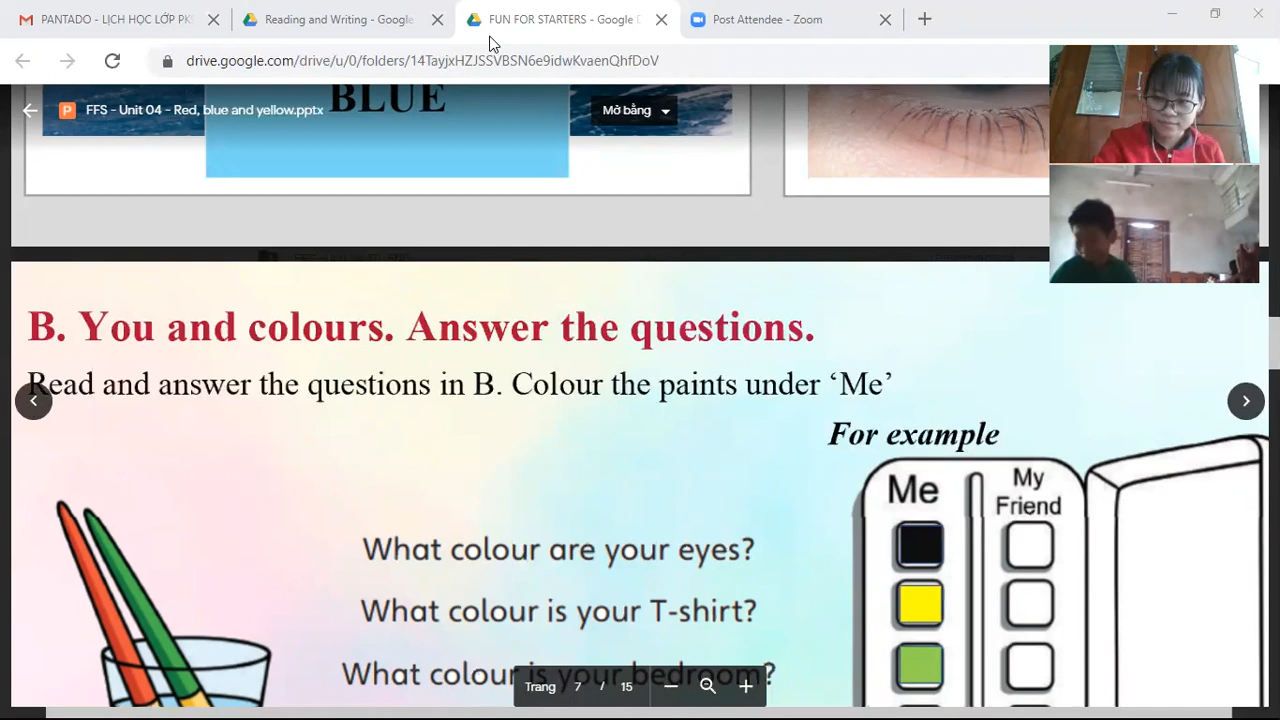 PANTADO - LỊCH HỌC LỚP PK
Reading and Writing - Google
FUN FOR STARTERS - Google D
Post Attendee - Zoom
drive.google.com/drive/u/0/folders/14TayjxHZJSSVBSN6e9idwKvaenQhfDoV
FFS - Unit 04 - Red, blue and yellow.pptx
Mở bằng
BLUE
B. You and colours. Answer the questions.
Read and answer the questions in B. Colour the paints under ‘Me’
For example
Me
My
Friend
What colour are your eyes?
What colour is your T-shirt?
What colour is your bedroom?
Trang 7 / 15